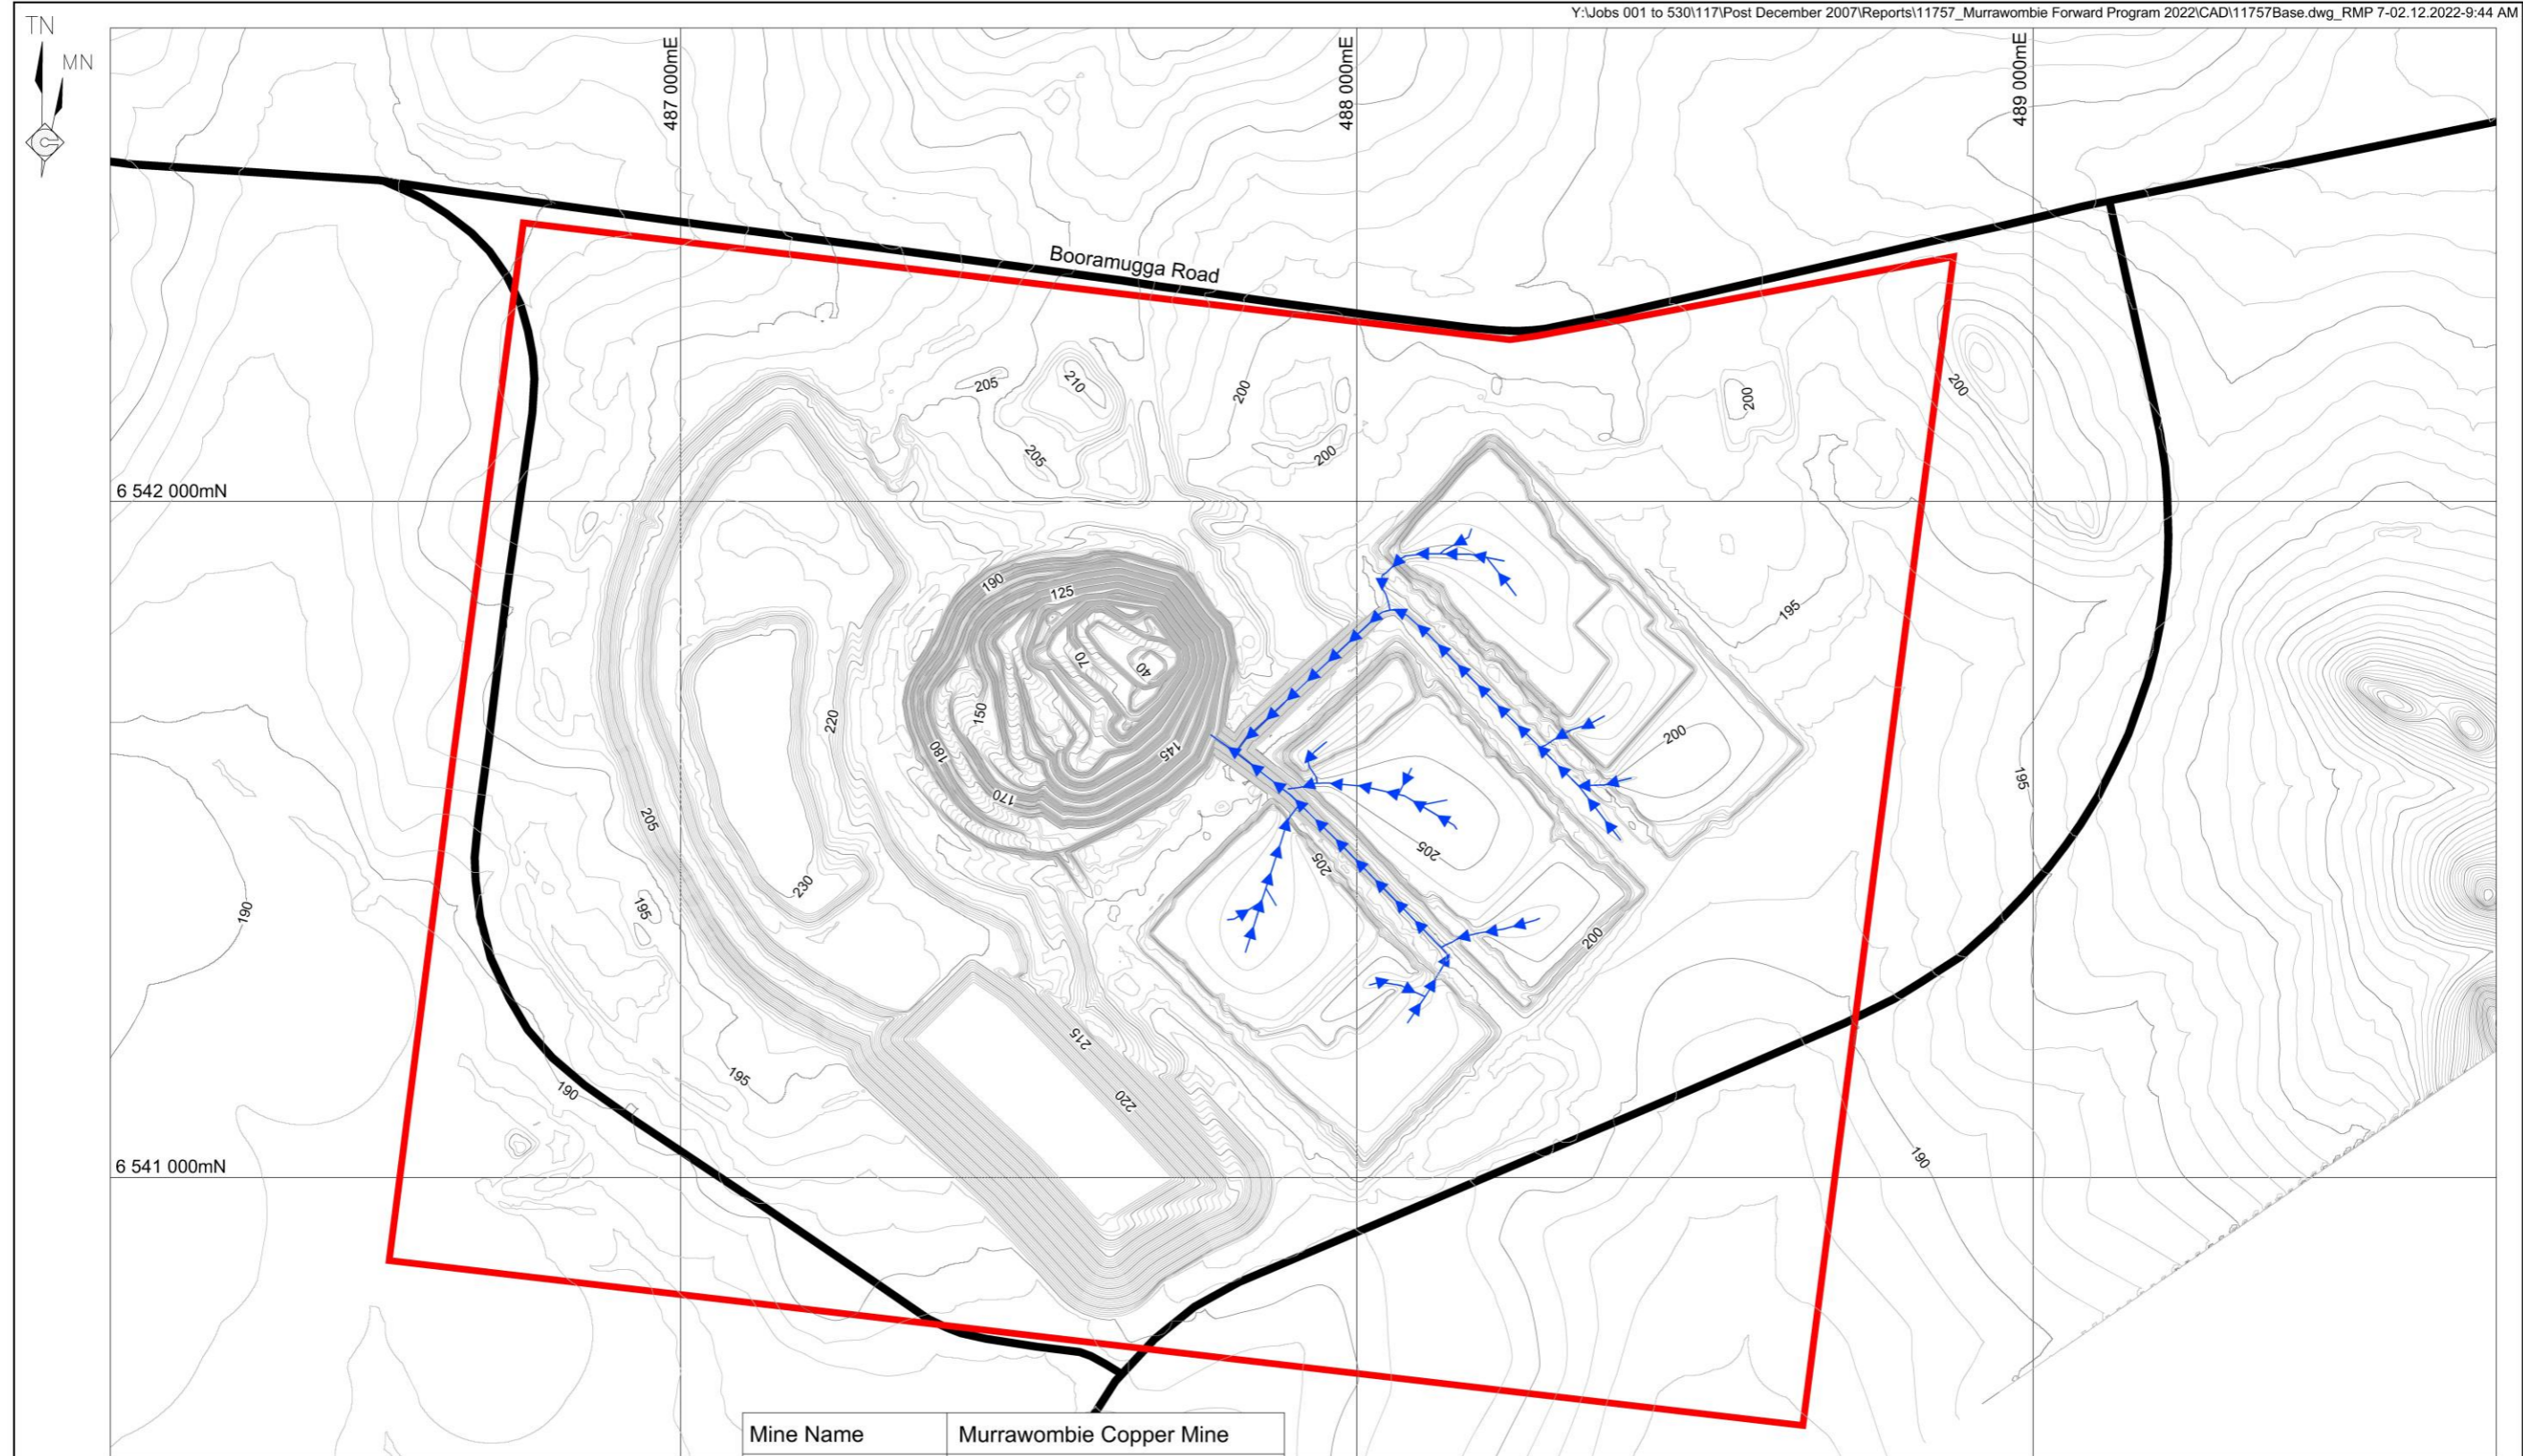 Y:\Jobs 001 to 530\117\Post December 2007\Reports\11757_Murrawombie Forward Program 2022\CAD\11757Base.dwg_RMP 7-02.12.2022-9:44 AM
TN
MN
487 000mE
488 000mE
489 000mE
Booramugga Road
205
210
200
200
200
205
200
6 542 000mN
190
125
195
70
40
150
220
200
180
145
195
170
205
205
205
230
190
195
200
215
195
220
190
190
6 541 000mN
Mine Name
Murrawombie Copper Mine